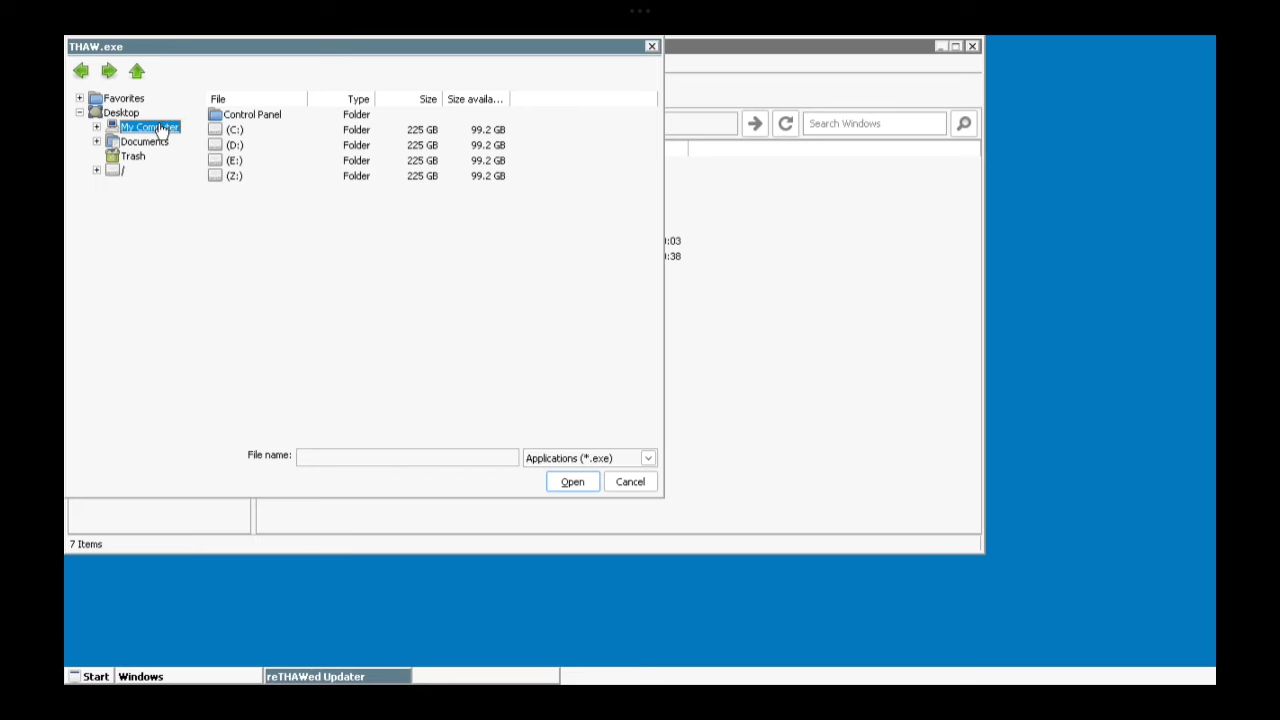 THAW.exe
Favorites
Desktop
My Computer
Documents
Trash
/
File Type Size Size availa...
Control Panel Folder
(C:) Folder 225 GB 99.2 GB
(D:) Folder 225 GB 99.2 GB
(E:) Folder 225 GB 99.2 GB
(Z:) Folder 225 GB 99.2 GB
File name:
Applications (*.exe)
Open Cancel
Search Windows
:03
:38
7 Items
Start Windows reTHAWed Updater